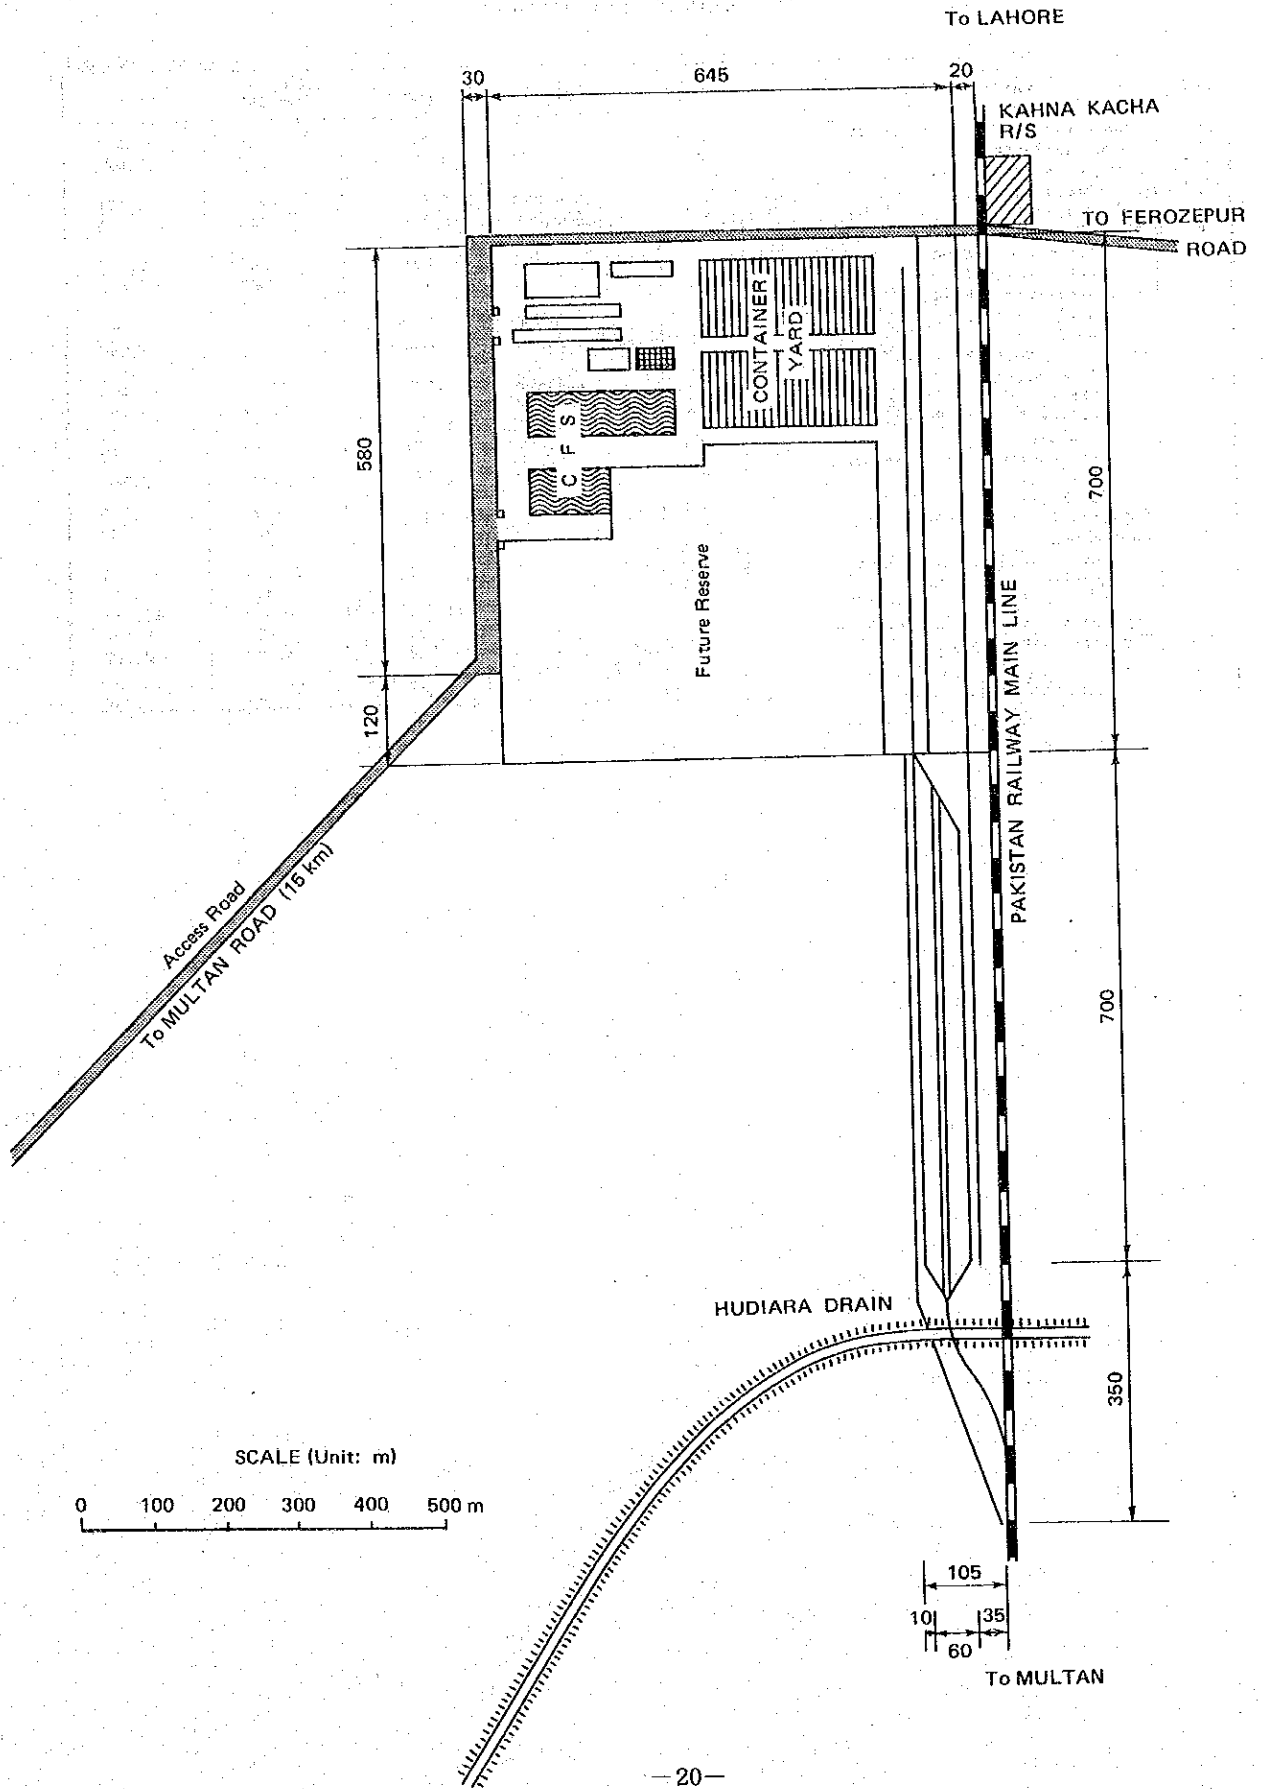 To LAHORE
30
645
20
KAHNA KACHA
R/S
TO FEROZEPUR
ROAD
CONTAINER
YARD
C F S
580
700
Future Reserve
120
PAKISTAN RAILWAY MAIN LINE
Access Road
To MULTAN ROAD (15 km)
700
HUDIARA DRAIN
350
SCALE (Unit: m)
0 100 200 300 400 500 m
105
10
35
60
To MULTAN
—20—